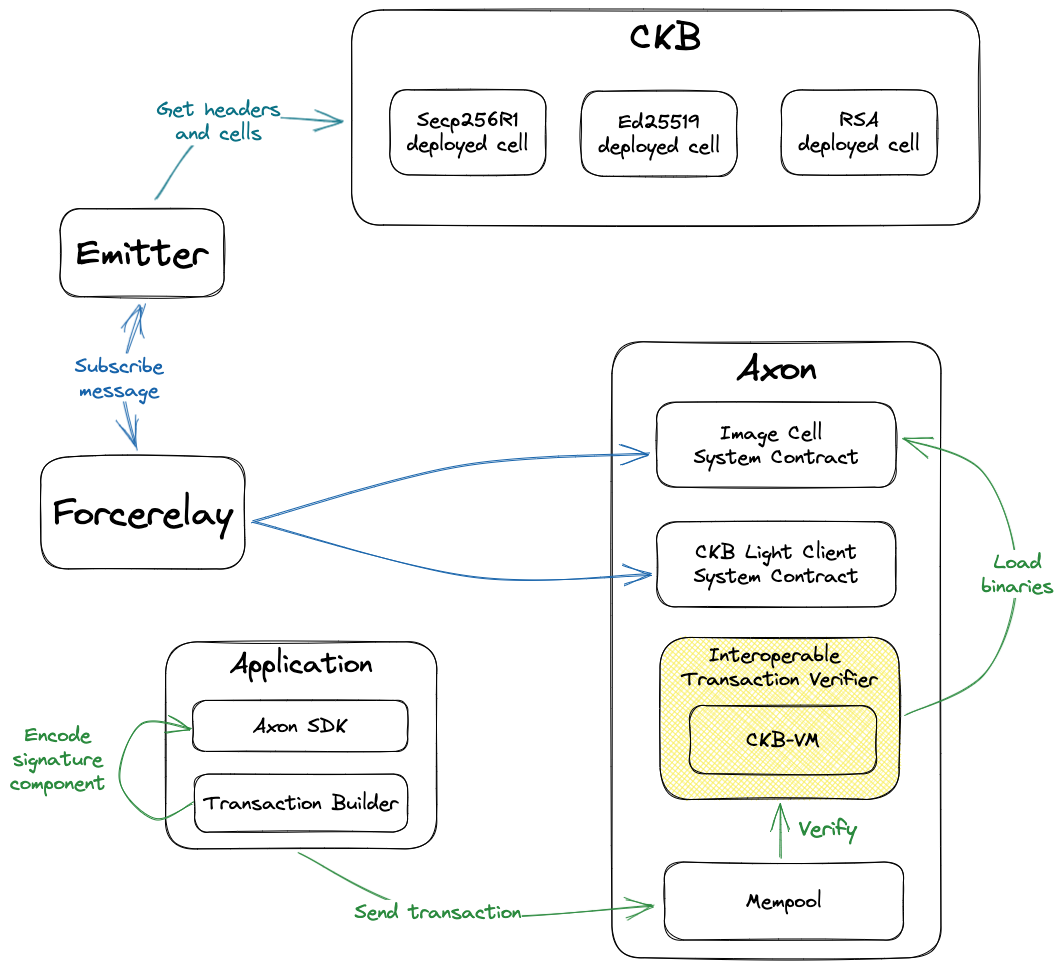 CKB
Secp256R1
deployed cell
Ed25519
deployed cell
RSA
deployed cell
Get headers
and cells
Emitter
Subscribe
message
Forcerelay
Axon
Image Cell
System Contract
CKB Light Client
System Contract
Load
binaries
Interoperable
Transaction Verifier
CKB-VM
Verify
Mempool
Application
Axon SDK
Transaction Builder
Encode
signature
component
Send transaction